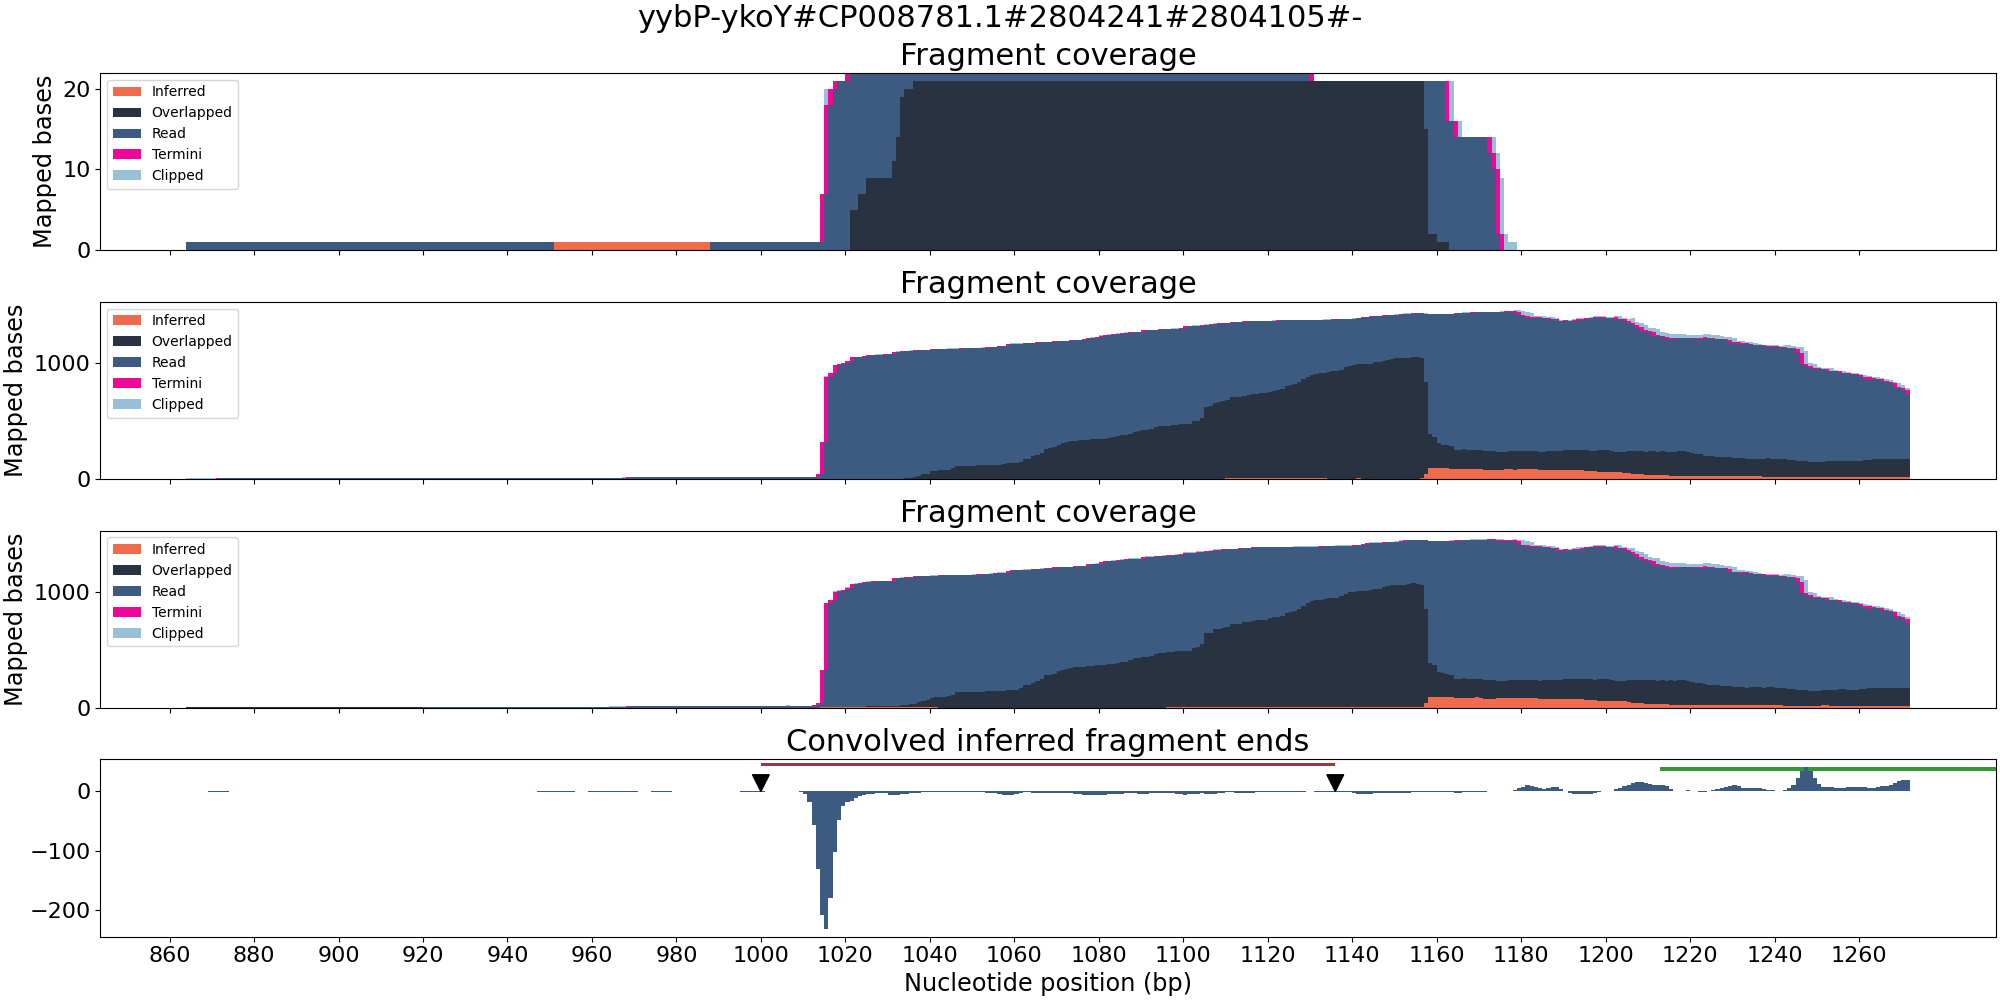 yybP-ykoY#CP008781.1#2804241#2804105#-
Fragment coverage
Mapped bases
20
10
0
Inferred
Overlapped
Read
Termini
Clipped
Fragment coverage
Mapped bases
1000
0
Inferred
Overlapped
Read
Termini
Clipped
Fragment coverage
Mapped bases
1000
0
Inferred
Overlapped
Read
Termini
Clipped
Convolved inferred fragment ends
0
−100
−200
860 880 900 920 940 960 980 1000 1020 1040 1060 1080 1100 1120 1140 1160 1180 1200 1220 1240 1260
Nucleotide position (bp)